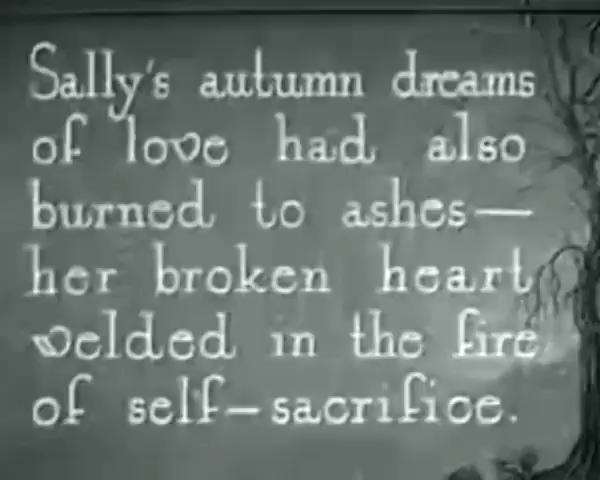 Sally's autumn dreams
of love had also
burned to ashes—
her broken heart
welded in the fire
of self-sacrifice.